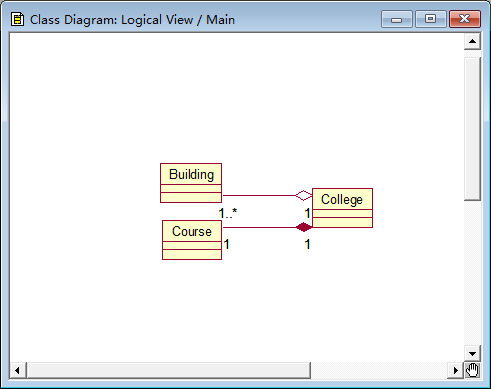 Class Diagram: Logical View / Main
Building
College
1..*
1
Course
1
1